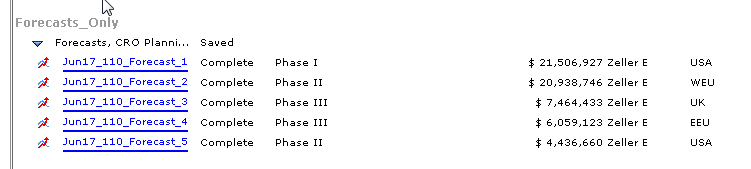 Forecasts_Only
Forecasts, CRO Planni... Saved
Jun17_110_Forecast_1 Complete Phase I $ 21,506,927 Zeller E USA
Jun17_110_Forecast_2 Complete Phase II $ 20,938,746 Zeller E WEU
Jun17_110_Forecast_3 Complete Phase III $ 7,464,433 Zeller E UK
Jun17_110_Forecast_4 Complete Phase III $ 6,059,123 Zeller E EEU
Jun17_110_Forecast_5 Complete Phase II $ 4,436,660 Zeller E USA